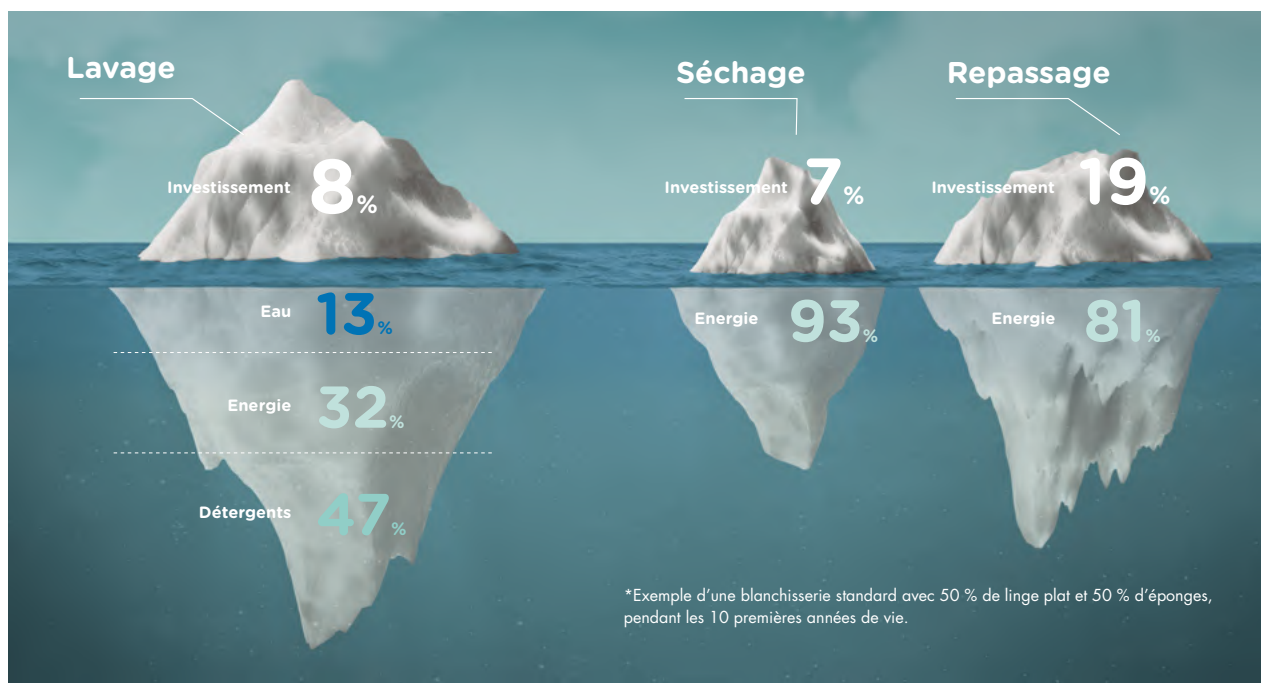 Lavage
Investissement 8%
Eau 13%
Energie 32%
Détergents 47%
Séchage
Investissement 7%
Energie 93%
Repassage
Investissement 19%
Energie 81%
*Exemple d'une blanchisserie standard avec 50 % de linge plat et 50 % d'éponges,
pendant les 10 premières années de vie.